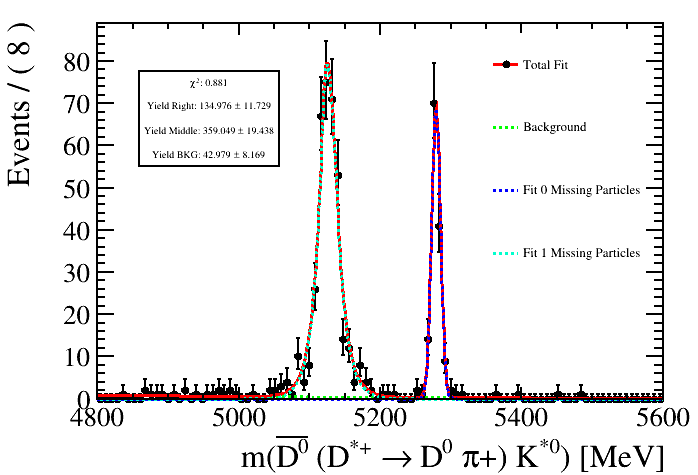 Events / ( 8 )
80
70
60
50
40
30
20
10
0
χ²: 0.881
Yield Right: 134.976 ± 11.729
Yield Middle: 359.049 ± 19.438
Yield BKG: 42.979 ± 8.169
Total Fit
Background
Fit 0 Missing Particles
Fit 1 Missing Particles
4800 5000 5200 5400 5600
m(D̅⁰ (D*⁺ → D⁰ π+) K*⁰) [MeV]